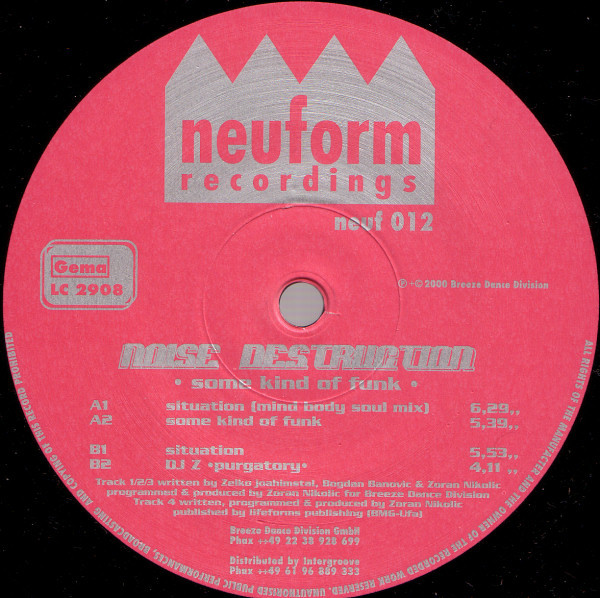 neuform
recordings
neuf 012
Gema
LC 2908
℗+© 2000 Breeze Dance Division
NOISE DESTRUCTION
• some kind of funk •
A1 situation (mind body soul mix) 6,29,,
A2 some kind of funk 5,39,,
B1 situation 5,53,,
B2 DJ Z •purgatory• 4,11 ,,
Track 1/2/3 written by Zelko joahimstal, Bogdan Banovic & Zoran Nikolic
programmed & produced by Zoran Nikolic for Breeze Dance Division
Track 4 written, programmed & produced by Zoran Nikolic
published by lifeforms publishing (BMG-Ufa)
Breeze Dance Division GmbH
Phax ++49 22 38 928 699
Distributed by Intergroove
Phax ++49 61 96 889 333
ALL RIGHTS OF THE MANUFACTER AND THE OWNER OF THE RECORDED WORK RESERVED. UNAUTHORISED PUBLIC PERFORMANCES, BROADCASTING AND COPYING OF THIS RECORD PROHIBITED